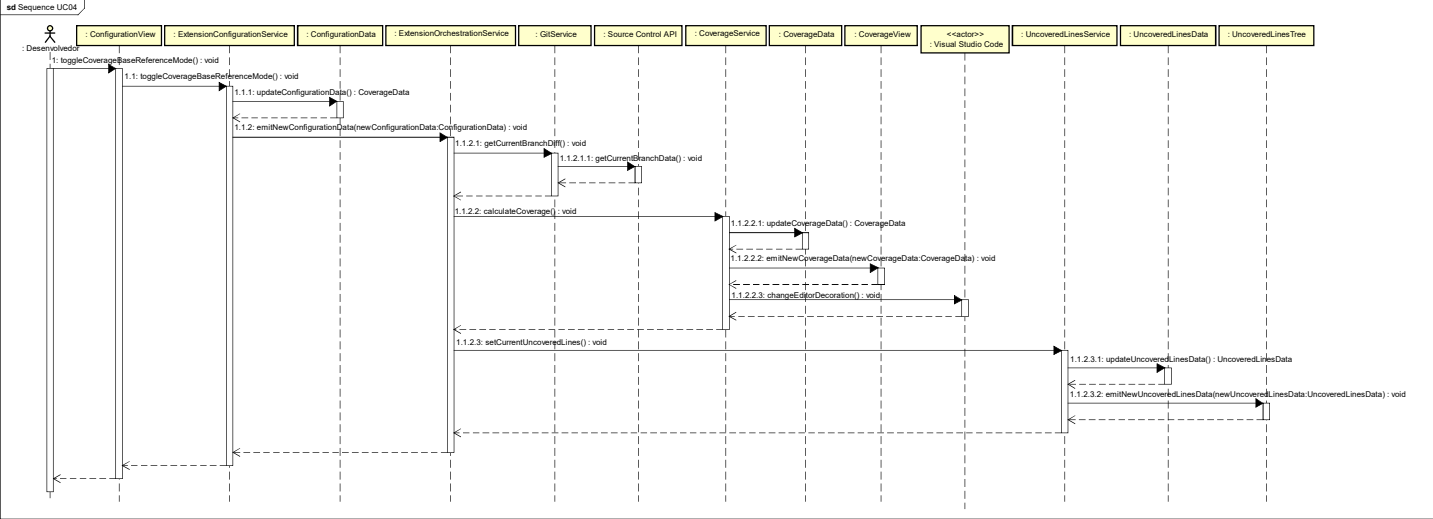 sd Sequence UC04
: Desenvolvedor
: ConfigurationView
: ExtensionConfigurationService
: ConfigurationData
: ExtensionOrchestrationService
: GitService
: Source Control API
: CoverageService
: CoverageData
: CoverageView
<<actor>>
: Visual Studio Code
: UncoveredLinesService
: UncoveredLinesData
: UncoveredLinesTree
1: toggleCoverageBaseReferenceMode() : void
1.1: toggleCoverageBaseReferenceMode() : void
1.1.1: updateConfigurationData() : CoverageData
1.1.2: emitNewConfigurationData(newConfigurationData:ConfigurationData) : void
1.1.2.1: getCurrentBranchDiff() : void
1.1.2.1.1: getCurrentBranchData() : void
1.1.2.2: calculateCoverage() : void
1.1.2.2.1: updateCoverageData() : CoverageData
1.1.2.2.2: emitNewCoverageData(newCoverageData:CoverageData) : void
1.1.2.2.3: changeEditorDecoration() : void
1.1.2.3: setCurrentUncoveredLines() : void
1.1.2.3.1: updateUncoveredLinesData() : UncoveredLinesData
1.1.2.3.2: emitNewUncoveredLinesData(newUncoveredLinesData:UncoveredLinesData) : void